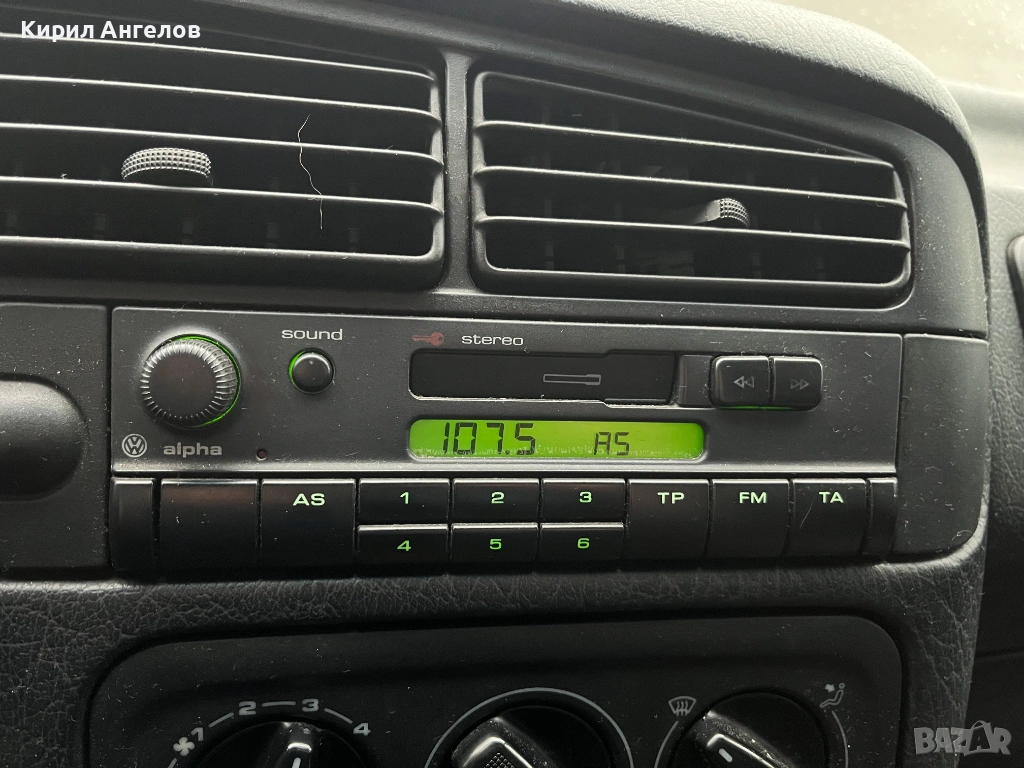 Кирил Ангелов
sound
stereo
107.5 AS
alpha
AS 1 2 3 TP FM TA
4 5 6
1 2 3 4
BAZAR